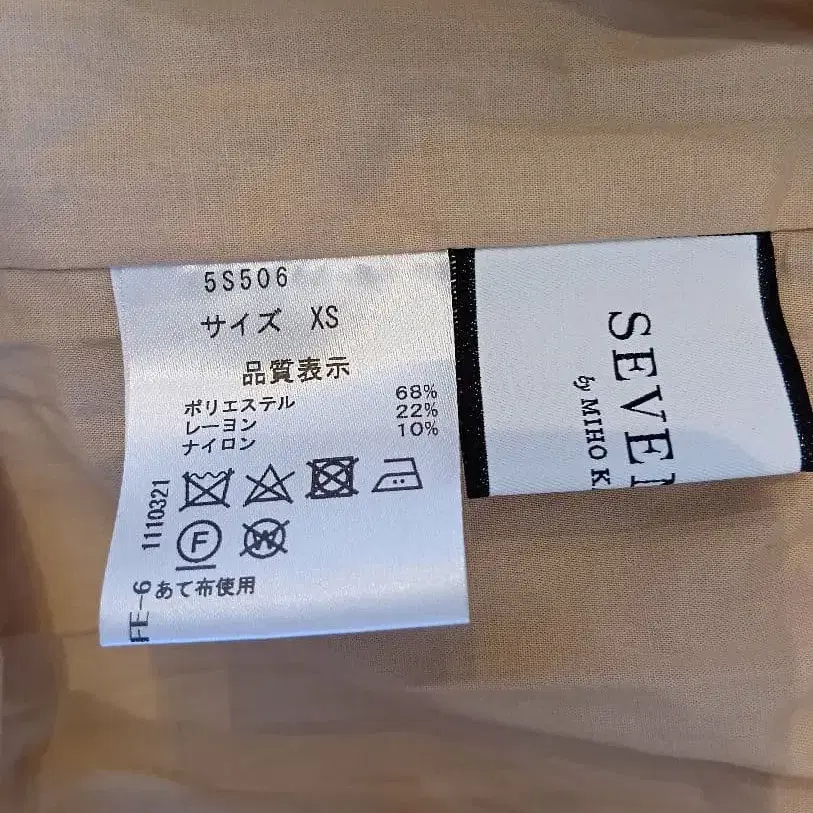 5S506
サイズ XS
品質表示
ポリエステル 68%
レーヨン 22%
ナイロン 10%
F
W
あて布使用
1110321
FE-6
SEVE
by MIHO K